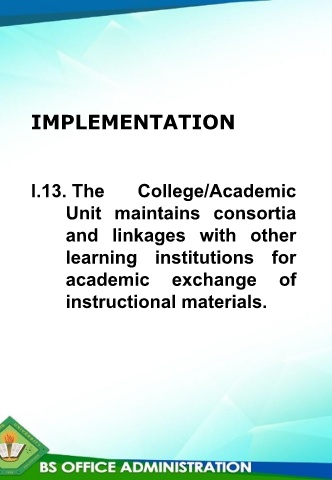 IMPLEMENTATION
I.13. The College/Academic
Unit maintains consortia
and linkages with other
learning institutions for
academic exchange of
instructional materials.
BS OFFICE ADMINISTRATION